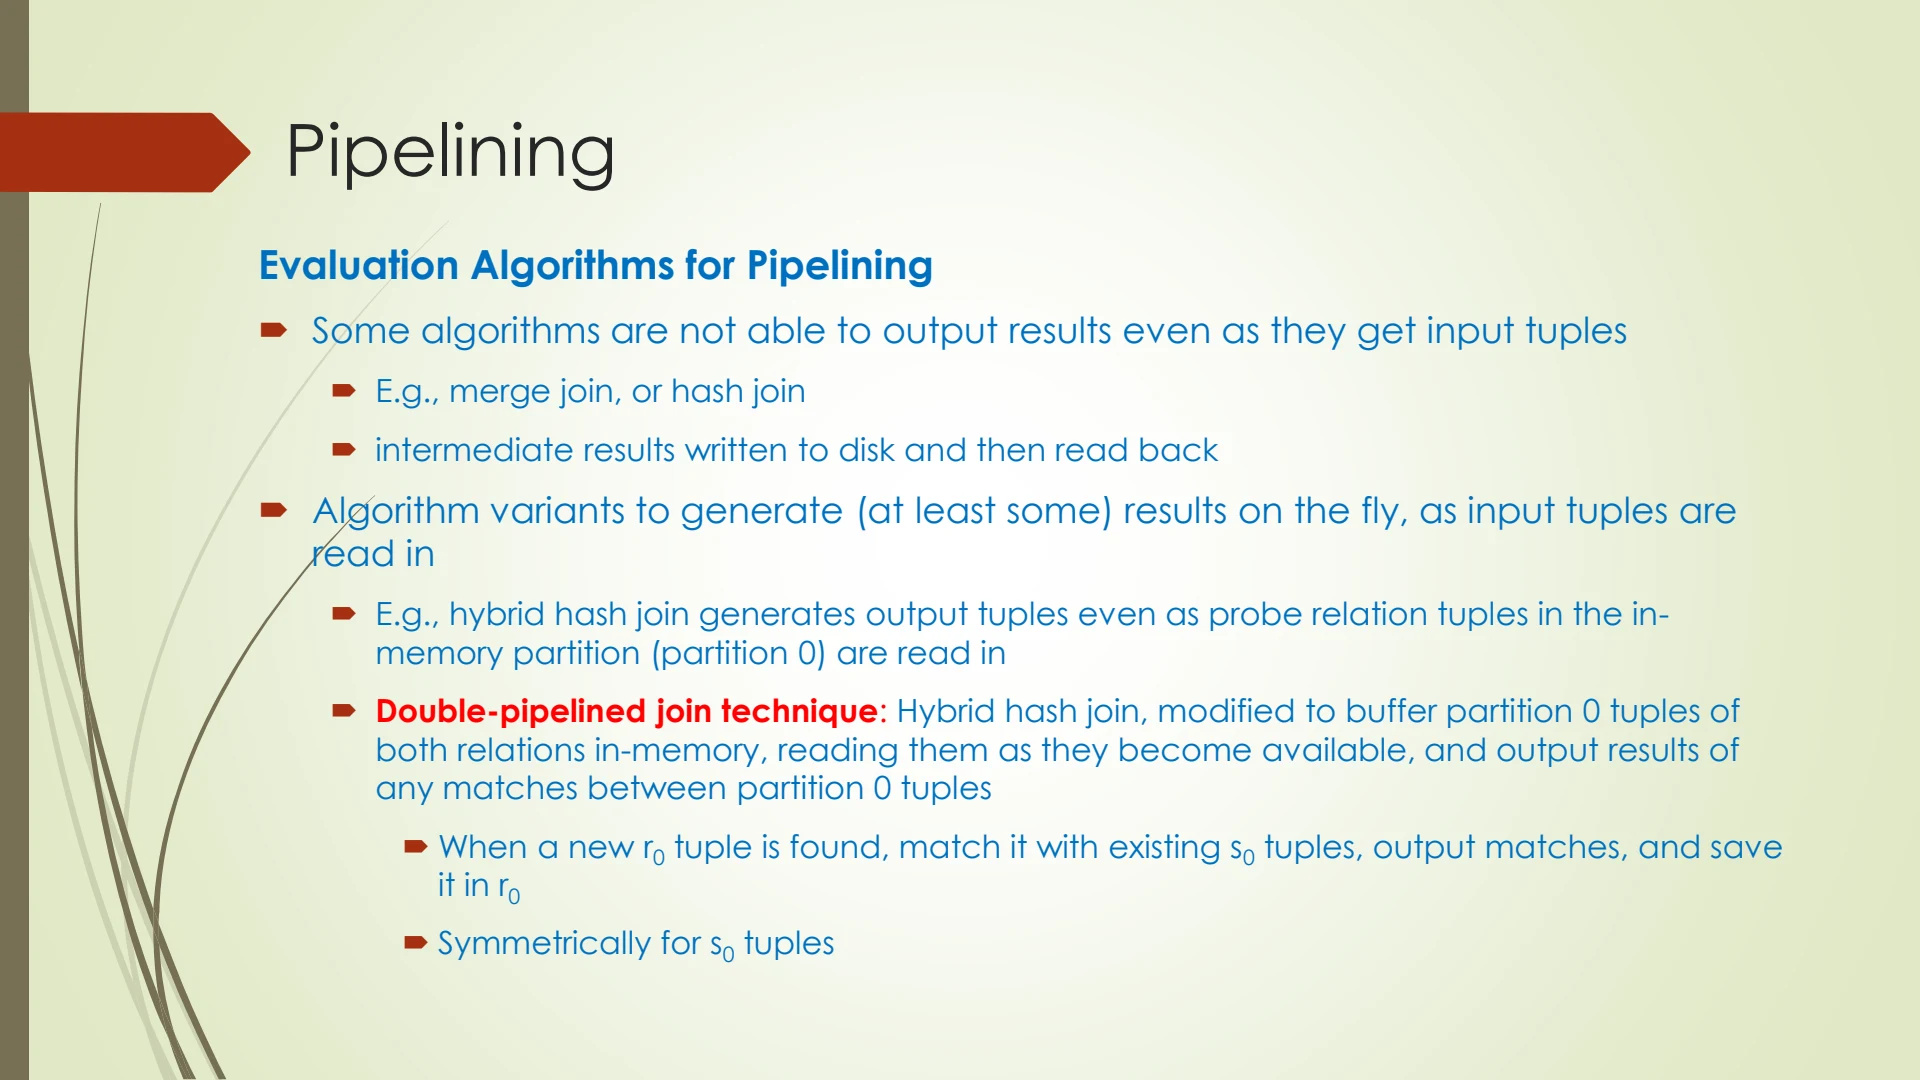 Pipelining
Evaluation Algorithms for Pipelining
Some algorithms are not able to output results even as they get input tuples
E.g., merge join, or hash join
intermediate results written to disk and then read back
Algorithm variants to generate (at least some) results on the fly, as input tuples are
read in
E.g., hybrid hash join generates output tuples even as probe relation tuples in the in-
memory partition (partition 0) are read in
Double-pipelined join technique: Hybrid hash join, modified to buffer partition 0 tuples of
both relations in-memory, reading them as they become available, and output results of
any matches between partition 0 tuples
When a new r₀ tuple is found, match it with existing s₀ tuples, output matches, and save
it in r₀
Symmetrically for s₀ tuples